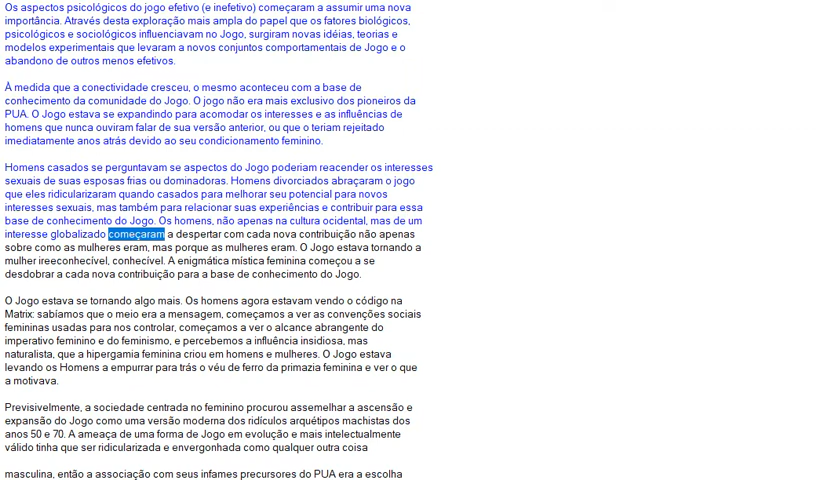 Os aspectos psicológicos do jogo efetivo (e inefetivo) começaram a assumir uma nova
importância. Através desta exploração mais ampla do papel que os fatores biológicos,
psicológicos e sociológicos influenciavam no Jogo, surgiram novas idéias, teorias e
modelos experimentais que levaram a novos conjuntos comportamentais de Jogo e o
abandono de outros menos efetivos.
À medida que a conectividade cresceu, o mesmo aconteceu com a base de
conhecimento da comunidade do Jogo. O jogo não era mais exclusivo dos pioneiros da
PUA. O Jogo estava se expandindo para acomodar os interesses e as influências de
homens que nunca ouviram falar de sua versão anterior, ou que o teriam rejeitado
imediatamente anos atrás devido ao seu condicionamento feminino.
Homens casados se perguntavam se aspectos do Jogo poderiam reacender os interesses
sexuais de suas esposas frias ou dominadoras. Homens divorciados abraçaram o jogo
que eles ridicularizaram quando casados para melhorar seu potencial para novos
interesses sexuais, mas também para relacionar suas experiências e contribuir para essa
base de conhecimento do Jogo. Os homens, não apenas na cultura ocidental, mas de um
interesse globalizado começaram a despertar com cada nova contribuição não apenas
sobre como as mulheres eram, mas porque as mulheres eram. O Jogo estava tornando a
mulher ireeconhecível, conhecível. A enigmática mística feminina começou a se
desdobrar a cada nova contribuição para a base de conhecimento do Jogo.
O Jogo estava se tornando algo mais. Os homens agora estavam vendo o código na
Matrix: sabíamos que o meio era a mensagem, começamos a ver as convenções sociais
femininas usadas para nos controlar, começamos a ver o alcance abrangente do
imperativo feminino e do feminismo, e percebemos a influência insidiosa, mas
naturalista, que a hipergamia feminina criou em homens e mulheres. O Jogo estava
levando os Homens a empurrar para trás o véu de ferro da primazia feminina e ver o que
a motivava.
Previsivelmente, a sociedade centrada no feminino procurou assemelhar a ascensão e
expansão do Jogo como uma versão moderna dos ridículos arquétipos machistas dos
anos 50 e 70. A ameaça de uma forma de Jogo em evolução e mais intelectualmente
válido tinha que ser ridicularizada e envergonhada como qualquer outra coisa
masculina, então a associação com seus infames precursores do PUA era a escolha